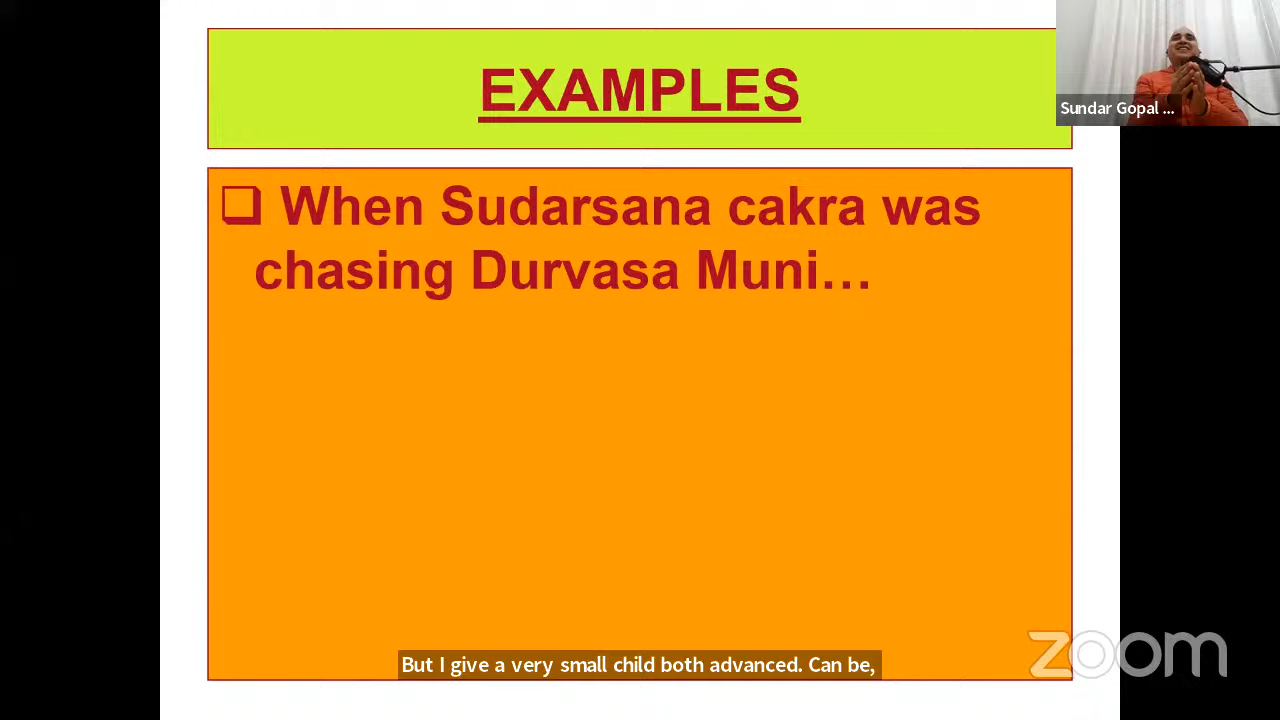 EXAMPLES
Sundar Gopal ...
❑ When Sudarsana cakra was
chasing Durvasa Muni…
But I give a very small child both advanced. Can be,
zoom